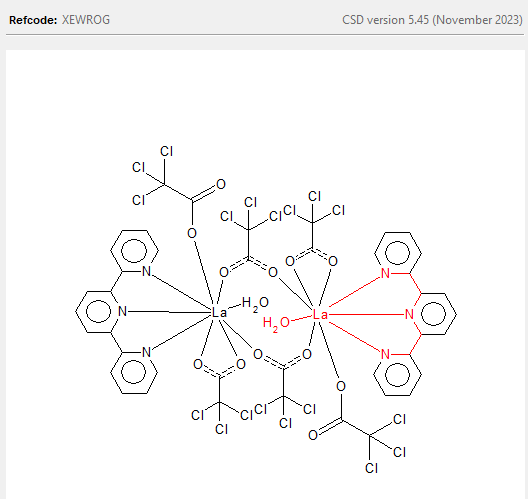 Refcode: XEWROG CSD version 5.45 (November 2023)
Cl
Cl
Cl O
Cl
Cl Cl Cl Cl Cl
O
O O O O
N N
N La H2O H2O La N
N N
O O O O
O
Cl Cl Cl Cl Cl
Cl Cl O Cl
Cl
Cl